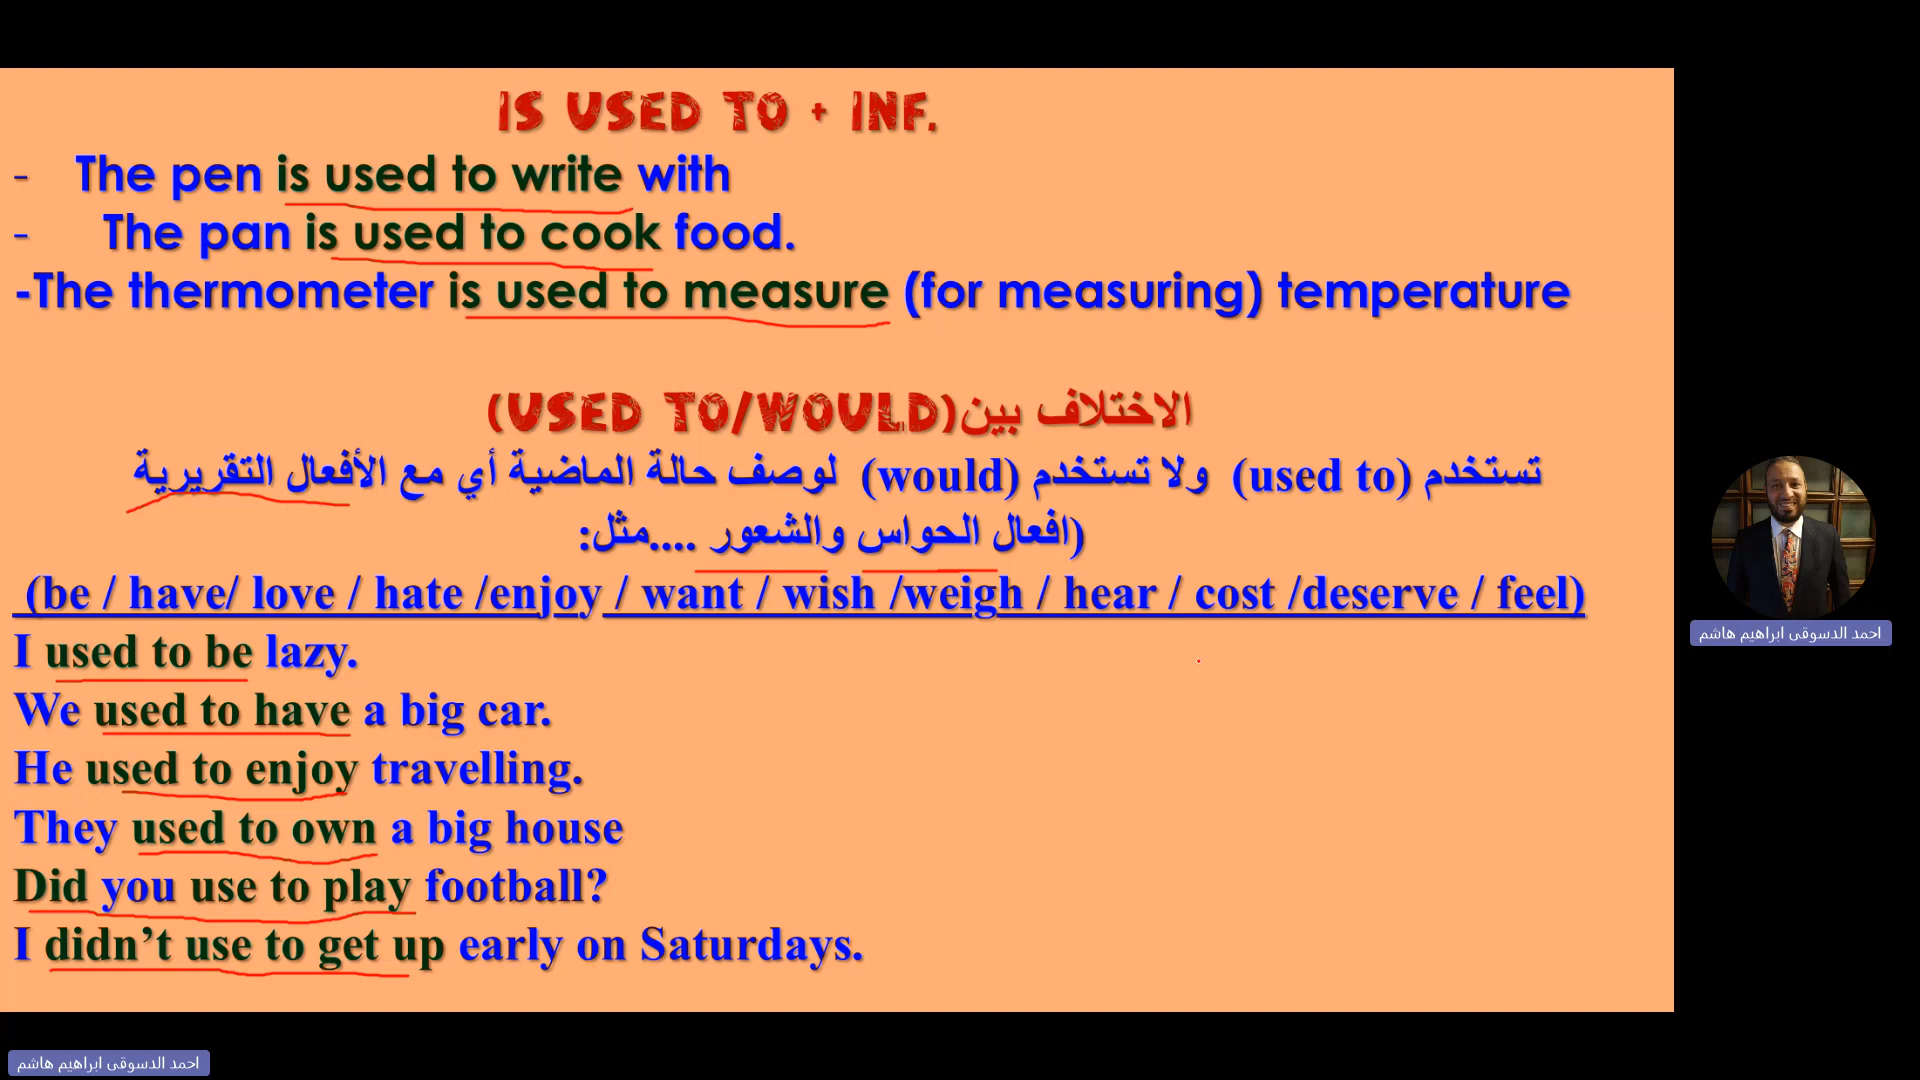 IS USED TO + INF.
- The pen is used to write with
- The pan is used to cook food.
-The thermometer is used to measure (for measuring) temperature
الاختلاف بين(USED TO/WOULD)
تستخدم (used to) ولا تستخدم (would) لوصف حالة الماضية أي مع الأفعال التقريرية
(افعال الحواس والشعور ....مثل:
(be / have/ love / hate /enjoy / want / wish /weigh / hear / cost /deserve / feel)
I used to be lazy.
We used to have a big car.
He used to enjoy travelling.
They used to own a big house
Did you use to play football?
I didn’t use to get up early on Saturdays.
احمد الدسوقى ابراهيم هاشم
احمد الدسوقى ابراهيم هاشم